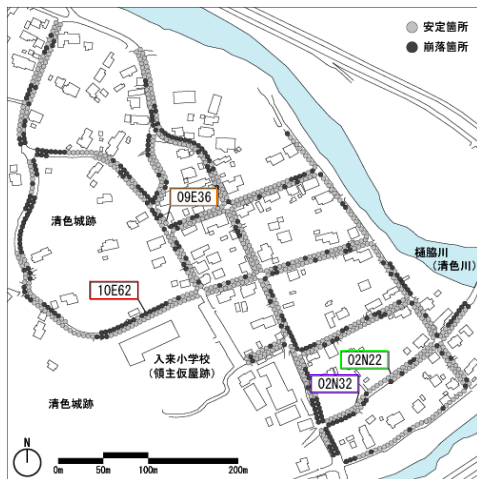 安定箇所
崩落箇所
09E36
清色城跡
樋脇川
（清色川）
10E62
入来小学校
（領主仮屋跡）
02N22
02N32
清色城跡
N
0m 50m 100m 200m